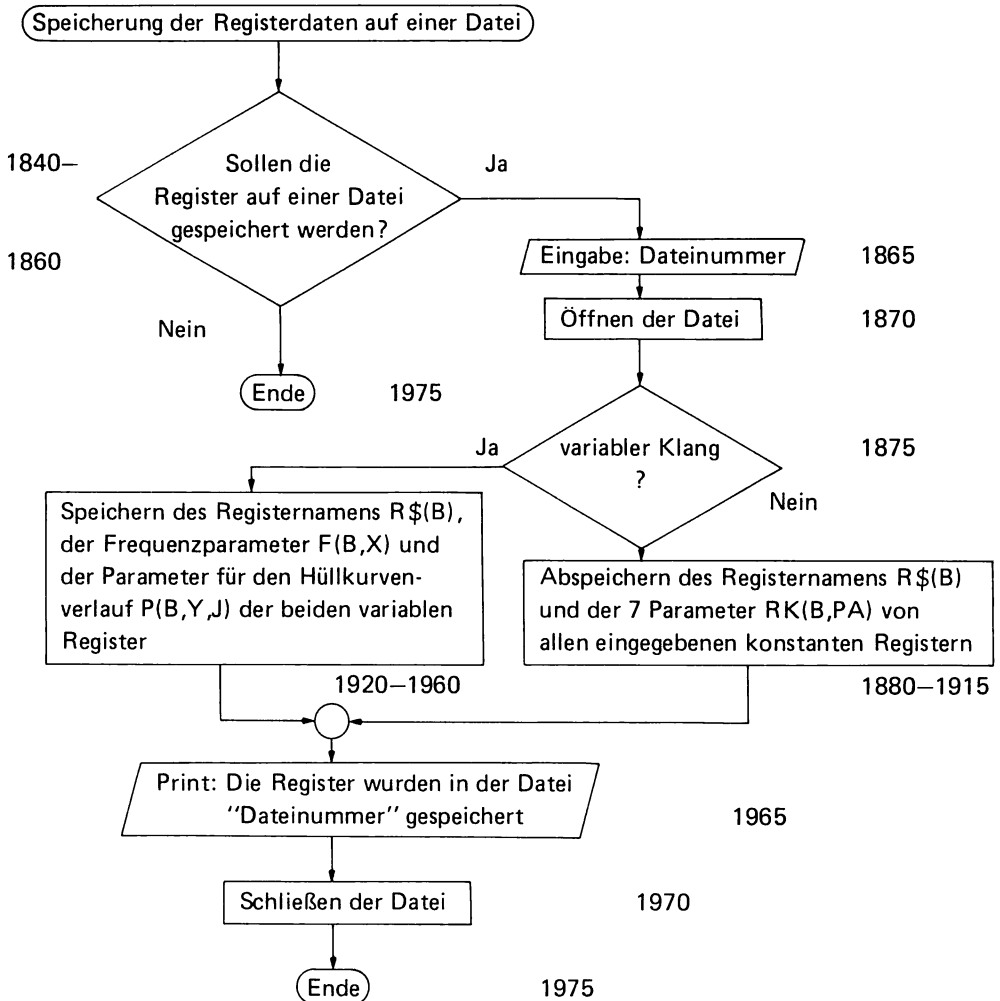 Speicherung der Registerdaten auf einer Datei
1840–
Sollen die
Register auf einer Datei
gespeichert werden?
Ja
1860
Eingabe: Dateinummer
1865
Öffnen der Datei
1870
Nein
Ende
1975
Ja
variabler Klang
?
1875
Nein
Speichern des Registernamens R$(B),
der Frequenzparameter F(B,X) und
der Parameter für den Hüllkurven-
verlauf P(B,Y,J) der beiden variablen
Register
1920–1960
Abspeichern des Registernamens R$(B)
und der 7 Parameter RK(B,PA) von
allen eingegebenen konstanten Registern
1880–1915
Print: Die Register wurden in der Datei
"Dateinummer" gespeichert
1965
Schließen der Datei
1970
Ende
1975